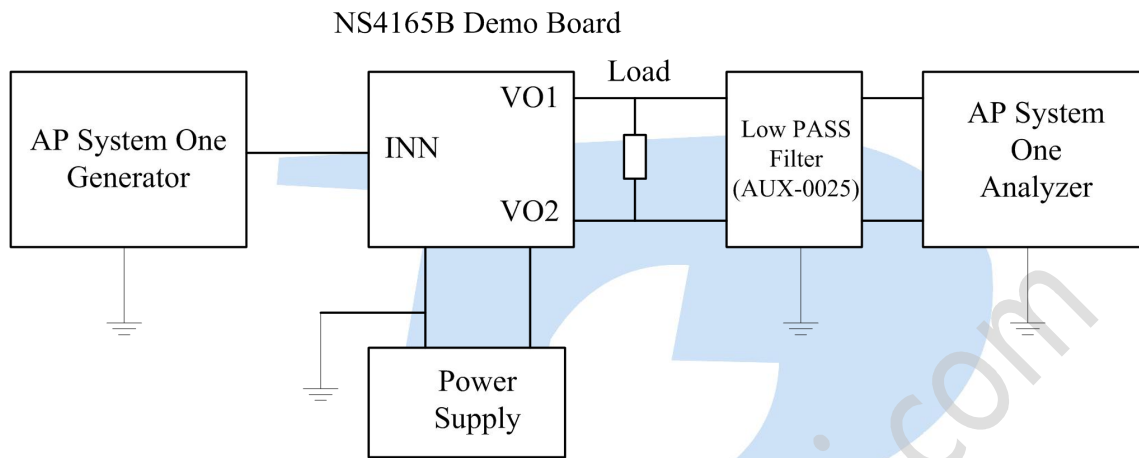 NS4165B Demo Board
AP System One
Generator
INN
VO1
VO2
Load
Low PASS
Filter
(AUX-0025)
AP System
One
Analyzer
Power
Supply